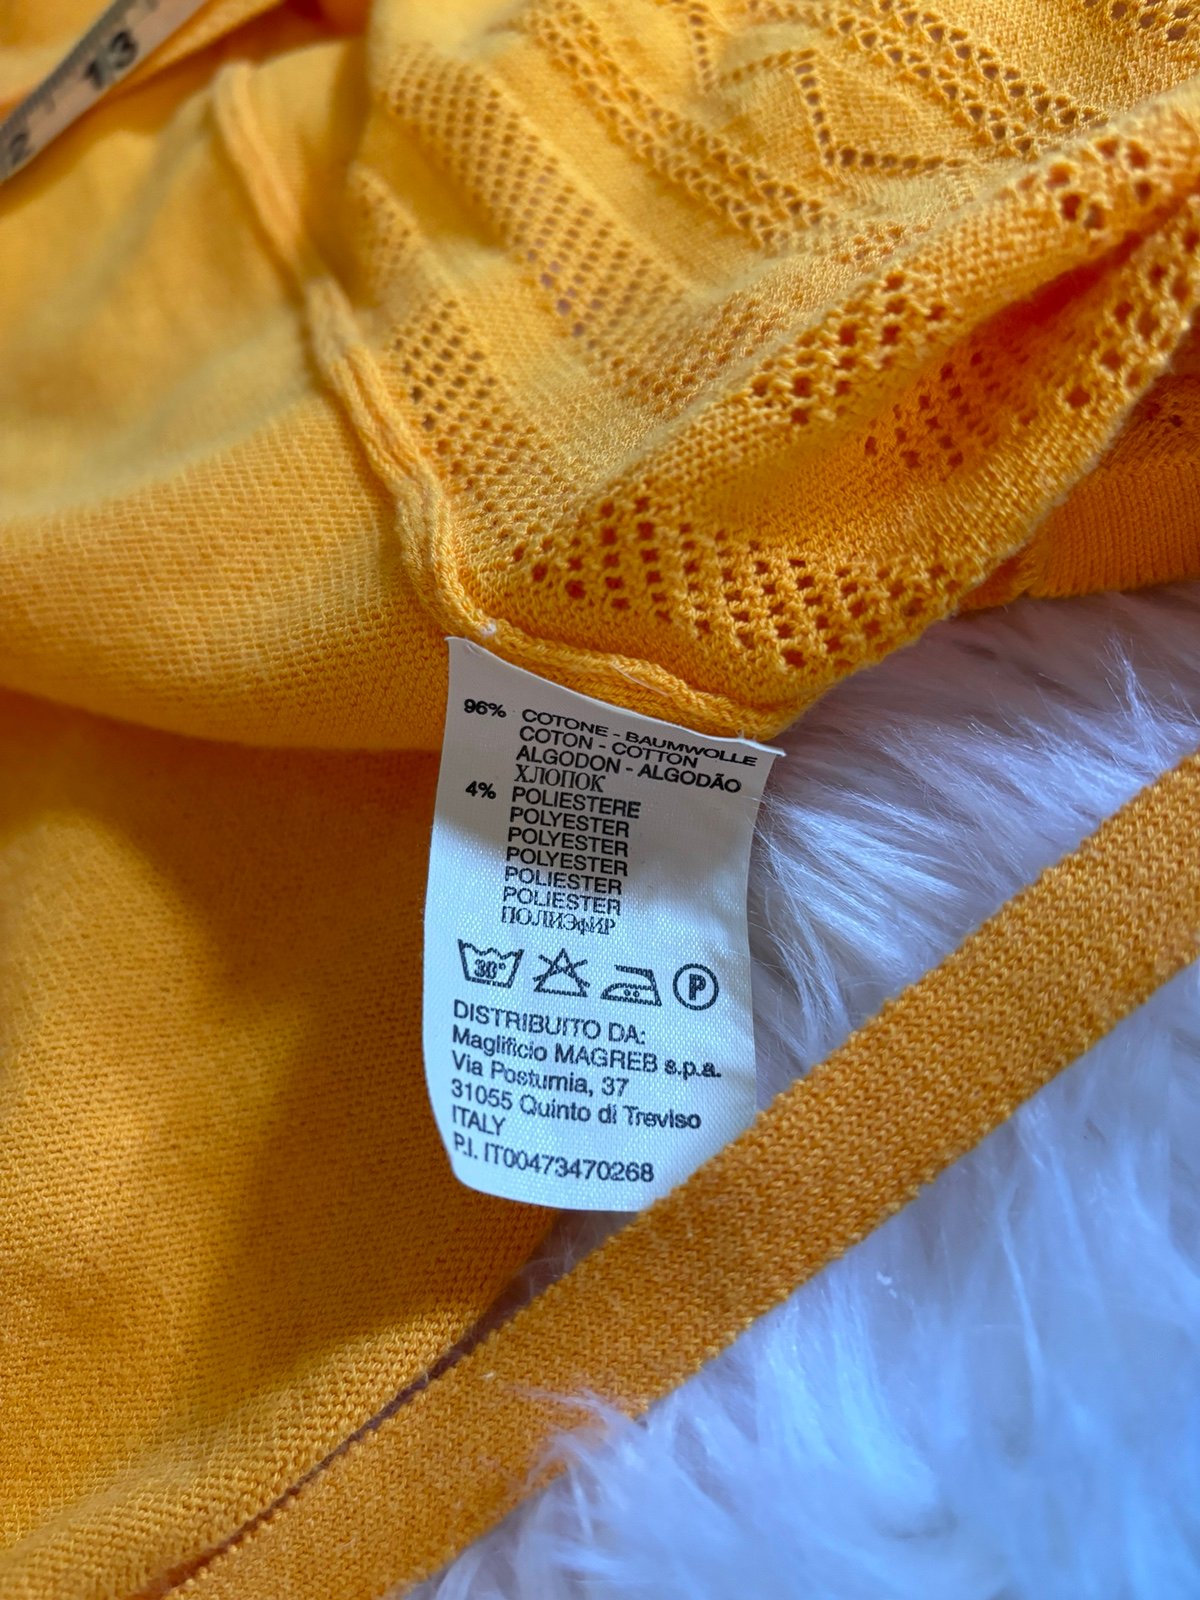 13
2
96% COTONE - BAUMWOLLE
COTON - COTTON
ALGODON - ALGODÃO
ХЛОПОК
4% POLIESTERE
POLYESTER
POLYESTER
POLYESTER
POLIESTER
POLIESTER
ПОЛИЭфИР
30° P
DISTRIBUITO DA:
Maglificio MAGREB s.p.a.
Via Postumia, 37
31055 Quinto di Treviso
ITALY
P.I. IT00473470268